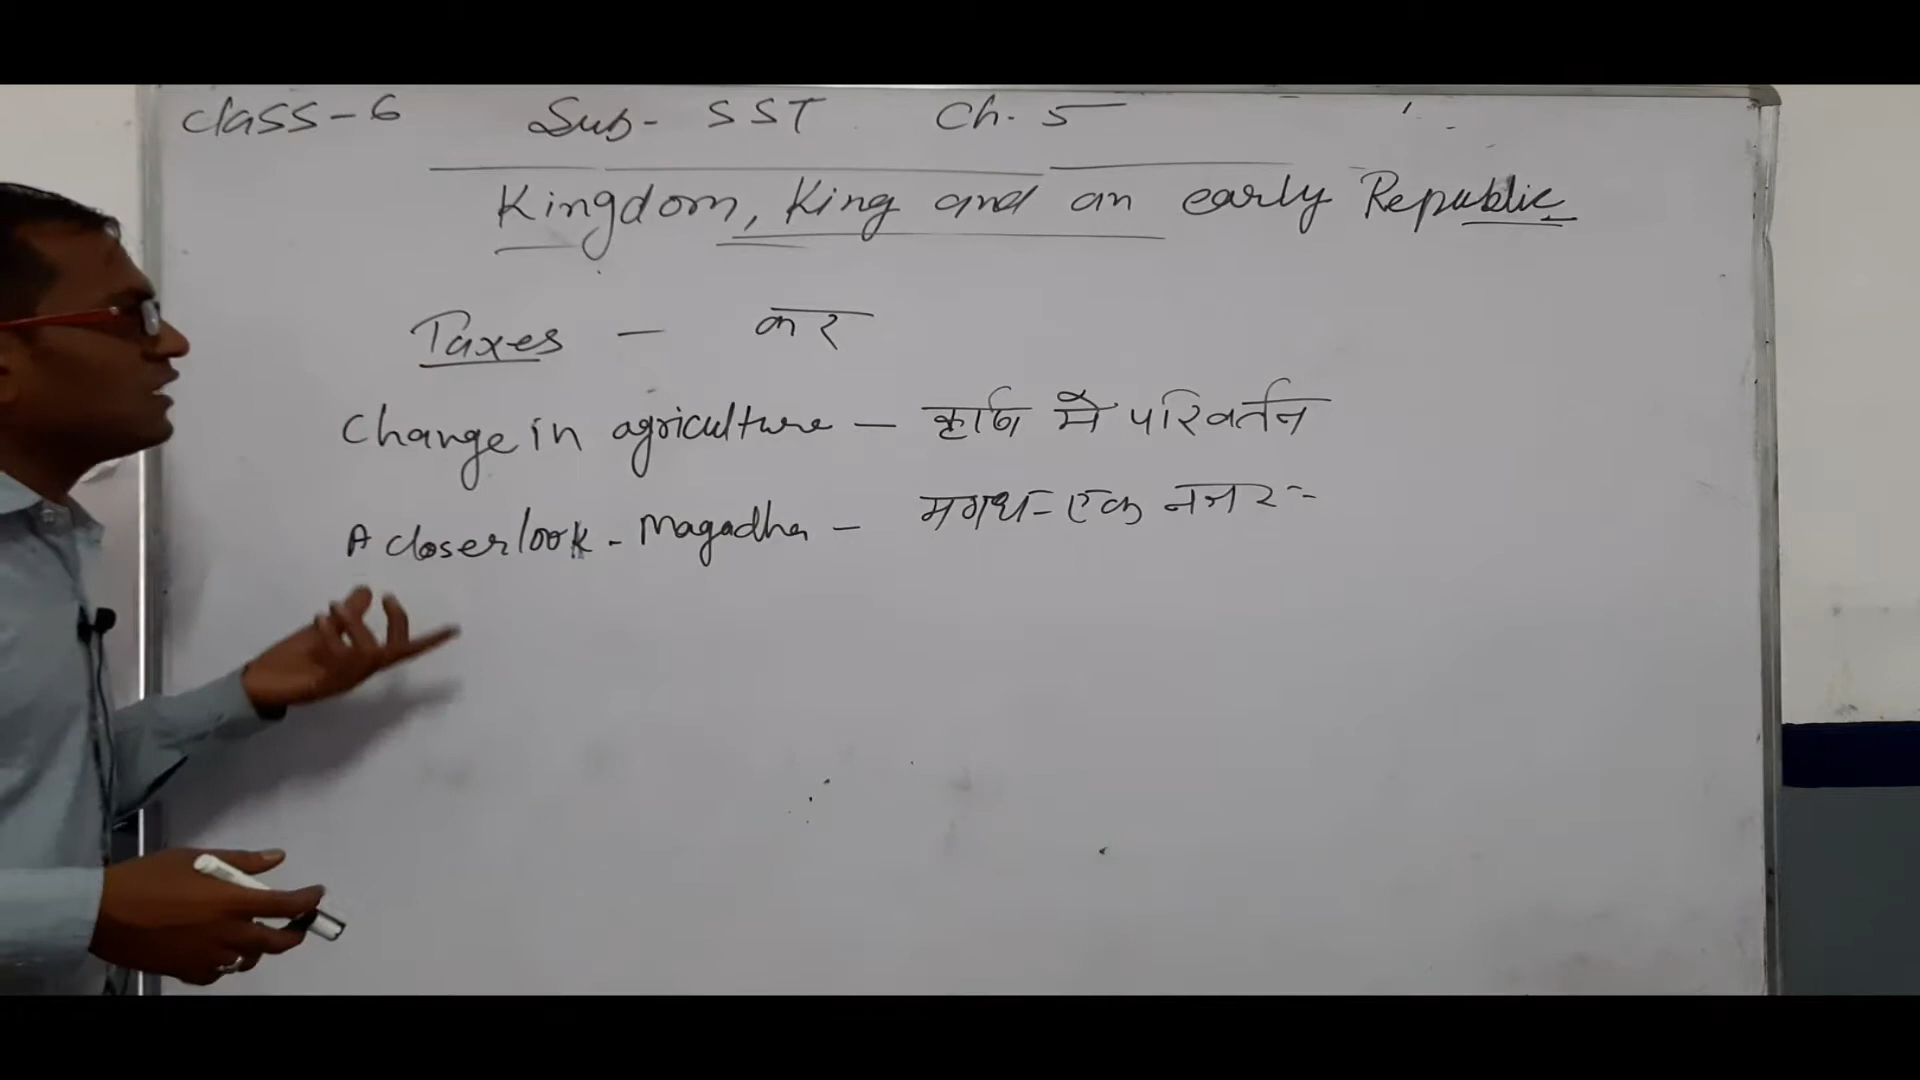 Class-6 Sub- SST Ch. 5
Kingdom, King and an early Republic
Taxes - कर
Change in agriculture - कृषि मे परिवर्तन
A closer look - Magadha - मगध - एक नजर :-